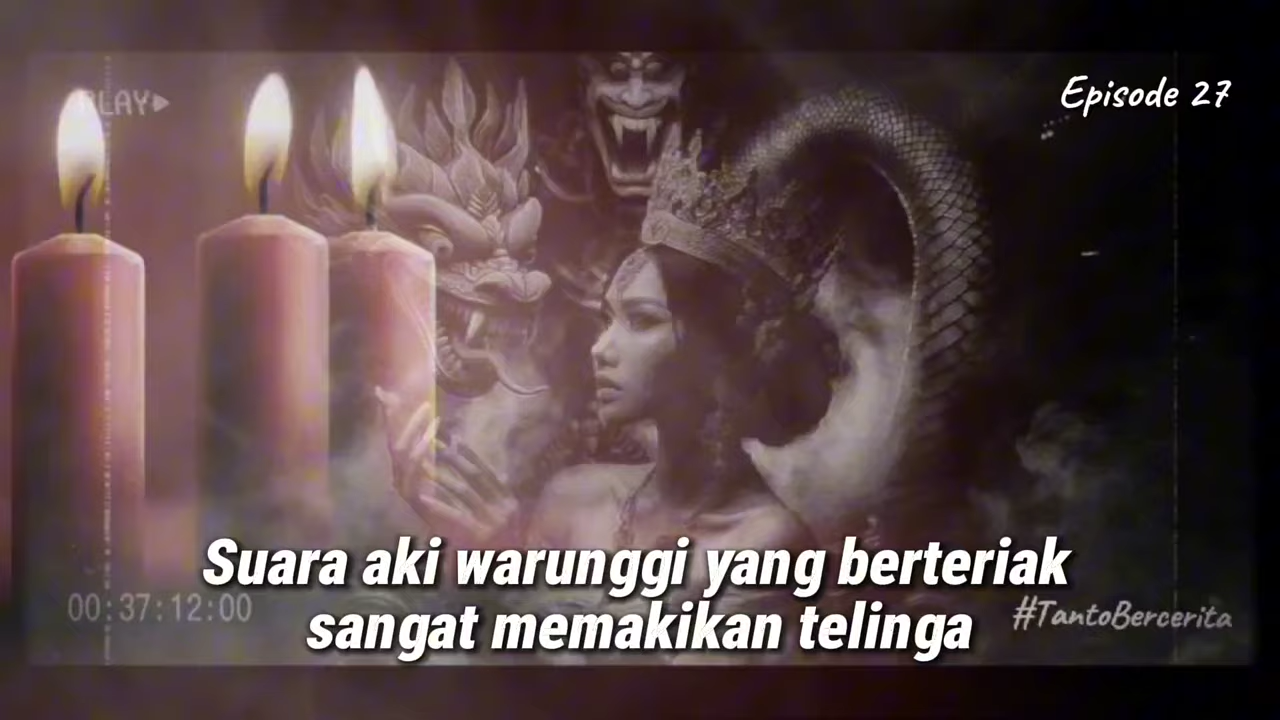 PLAY
Episode 27
Suara aki warunggi yang berteriak
sangat memakikan telinga
00:37:12:00
#TantoBercerita